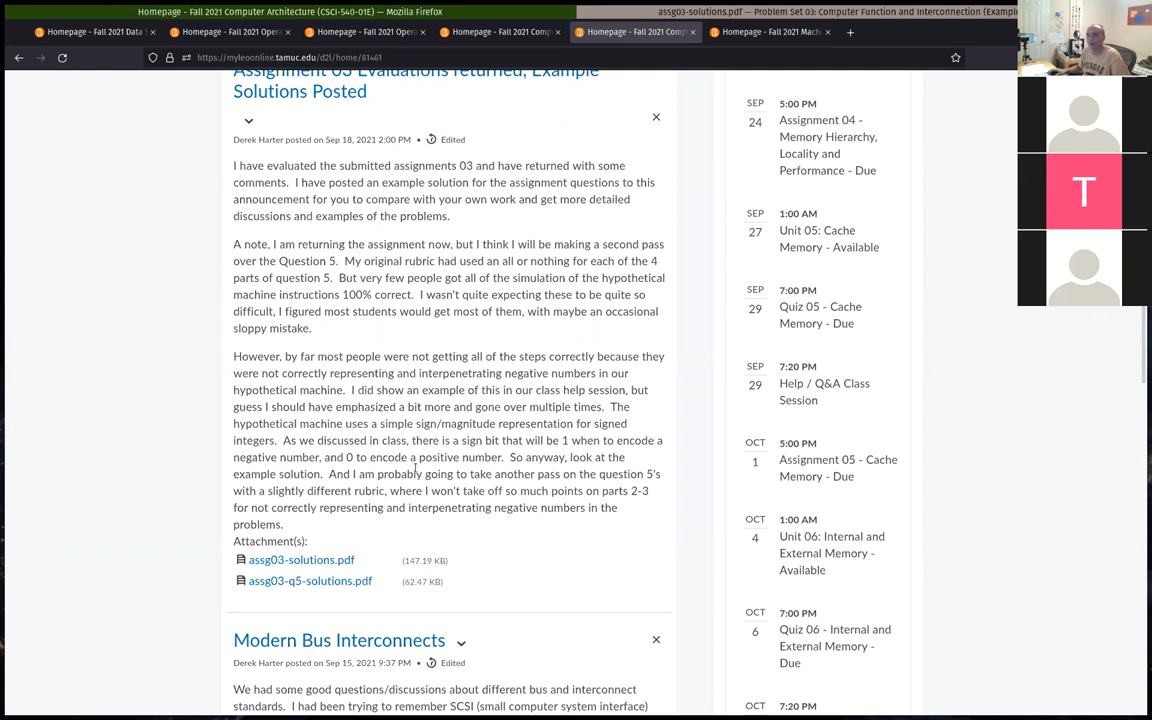 Homepage - Fall 2021 Computer Architecture (CSCI-540-01E) — Mozilla Firefox
assg03-solutions.pdf — Problem Set 03: Computer Function and Interconnection (Example
Homepage - Fall 2021 Data S
Homepage - Fall 2021 Opera
Homepage - Fall 2021 Opera
Homepage - Fall 2021 Comp
Homepage - Fall 2021 Comp
Homepage - Fall 2021 Machi
https://myleoonline.tamuc.edu/d2l/home/81461
Assignment 03 Evaluations returned, Example
Solutions Posted
Derek Harter posted on Sep 18, 2021 2:00 PM • Edited
I have evaluated the submitted assignments 03 and have returned with some
comments. I have posted an example solution for the assignment questions to this
announcement for you to compare with your own work and get more detailed
discussions and examples of the problems.
A note, I am returning the assignment now, but I think I will be making a second pass
over the Question 5. My original rubric had used an all or nothing for each of the 4
parts of question 5. But very few people got all of the simulation of the hypothetical
machine instructions 100% correct. I wasn't quite expecting these to be quite so
difficult, I figured most students would get most of them, with maybe an occasional
sloppy mistake.
However, by far most people were not getting all of the steps correctly because they
were not correctly representing and interpenetrating negative numbers in our
hypothetical machine. I did show an example of this in our class help session, but
guess I should have emphasized a bit more and gone over multiple times. The
hypothetical machine uses a simple sign/magnitude representation for signed
integers. As we discussed in class, there is a sign bit that will be 1 when to encode a
negative number, and 0 to encode a positive number. So anyway, look at the
example solution. And I am probably going to take another pass on the question 5's
with a slightly different rubric, where I won't take off so much points on parts 2-3
for not correctly representing and interpenetrating negative numbers in the
problems.
Attachment(s):
assg03-solutions.pdf (147.19 KB)
assg03-q5-solutions.pdf (62.47 KB)
Modern Bus Interconnects
Derek Harter posted on Sep 15, 2021 9:37 PM • Edited
We had some good questions/discussions about different bus and interconnect
standards. I had been trying to remember SCSI (small computer system interface)
SEP
24
5:00 PM
Assignment 04 -
Memory Hierarchy,
Locality and
Performance - Due
SEP
27
1:00 AM
Unit 05: Cache
Memory - Available
SEP
29
7:00 PM
Quiz 05 - Cache
Memory - Due
SEP
29
7:20 PM
Help / Q&A Class
Session
OCT
1
5:00 PM
Assignment 05 - Cache
Memory - Due
OCT
4
1:00 AM
Unit 06: Internal and
External Memory -
Available
OCT
6
7:00 PM
Quiz 06 - Internal and
External Memory -
Due
OCT
7:20 PM
T